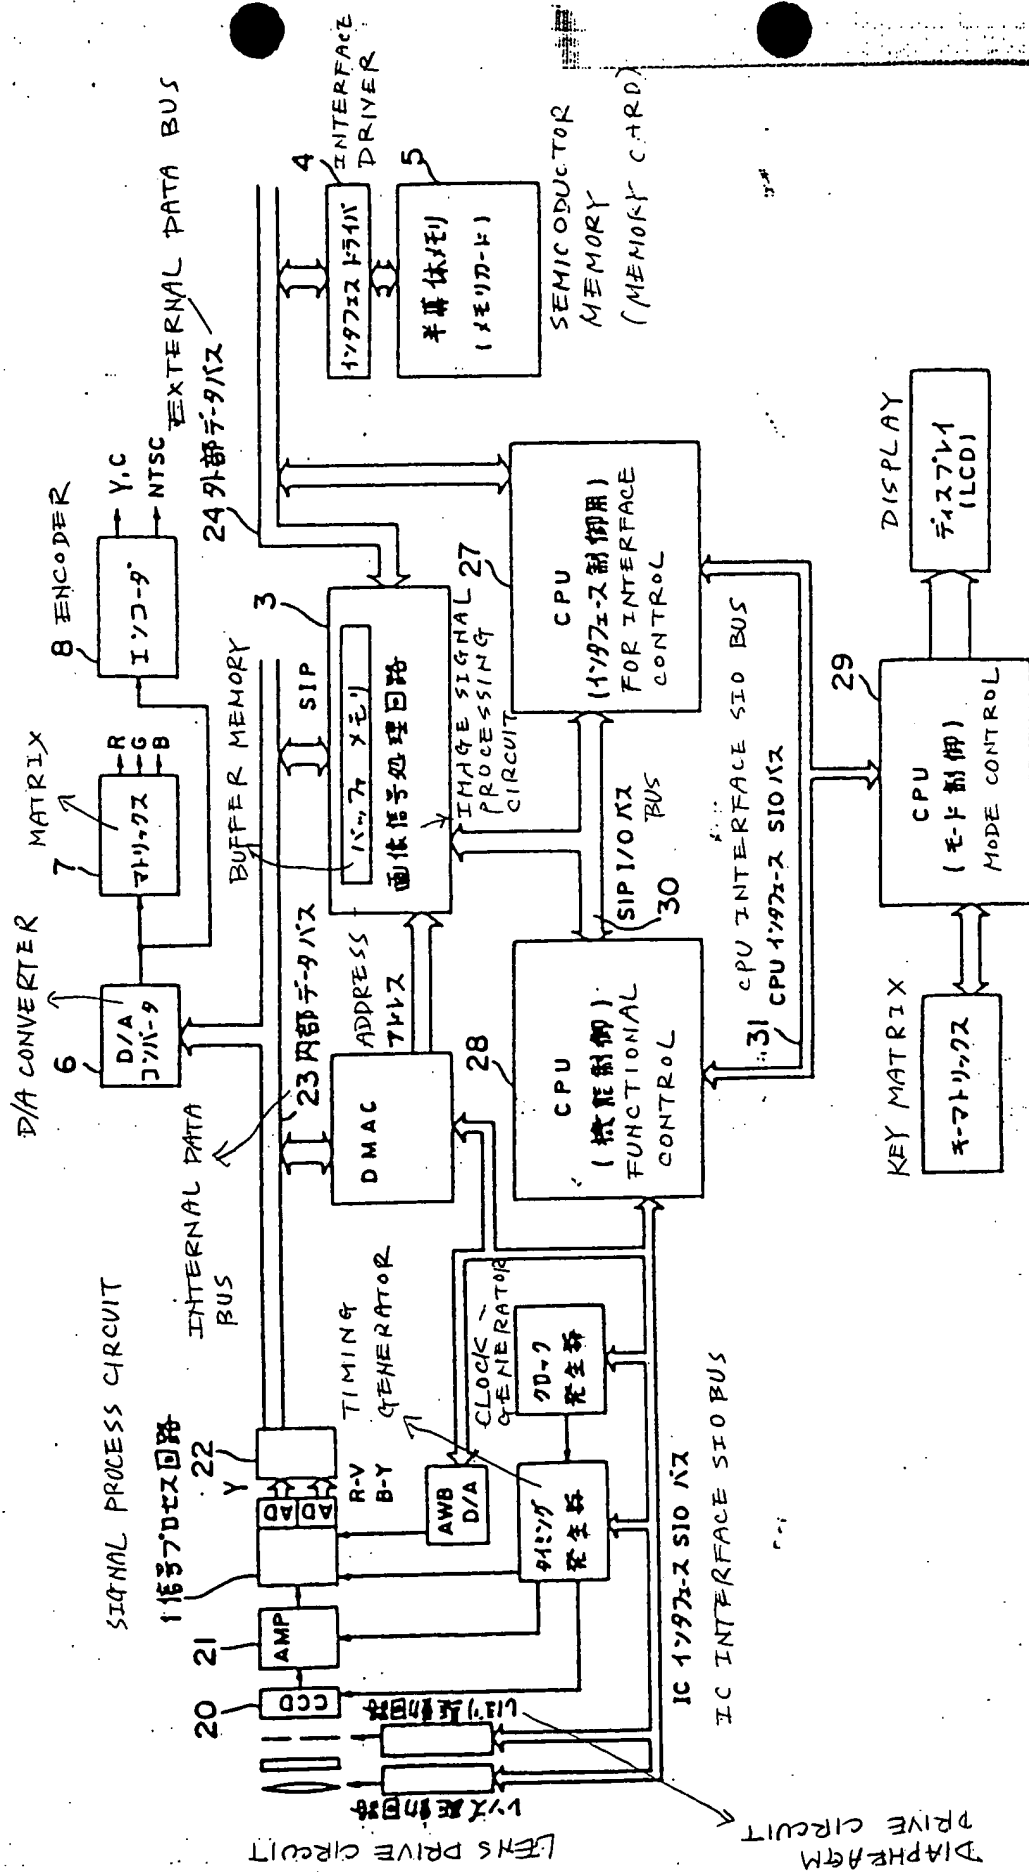 SIGNAL PROCESS CIRCUIT
1 信号プロセス回路
20
CCD
21
AMP
AD
AD
22
Y
R-V
B-Y
AWB
D/A
レンズ駆動回路
LENS DRIVE CIRCUIT
しぼり駆動回路
DIAPHEAGM
DRIVE CIRCUIT
TIMING
GENERATOR
タイミング
発生器
CLOCK
GENERATOR
クロック
発生器
IC インタフェース SIO バス
IC INTERFACE SIO BUS
INTERNAL DATA
BUS
23 内部データバス
D/A CONVERTER
6
D/A
コンバータ
MATRIX
7
マトリックス
R
G
B
8 ENCODER
エンコーダ
Y,C
NTSC
EXTERNAL DATA BUS
24 外部データバス
DMAC
ADDRESS
アドレス
BUFFER MEMORY
SIP
3
バッファ メモリ
画像信号処理回路
IMAGE SIGNAL
PROCESSING
CIRCUIT
4
INTERFACE
DRIVER
インタフェス ドライバ
5
半導体メモリ
(メモリカード)
SEMICODUCTOR
MEMORY
(MEMORY CARD)
28
CPU
(機能制御)
FUNCTIONAL
CONTROL
SIP I/O バス
BUS
30
27
CPU
(インタフェース制御用)
FOR INTERFACE
CONTROL
CPU INTERFACE SIO BUS
31 CPU インタフェース SIO バス
29
CPU
(モード制御)
MODE CONTROL
KEY MATRIX
キーマトリックス
DISPLAY
ディスプレイ
(LCD)